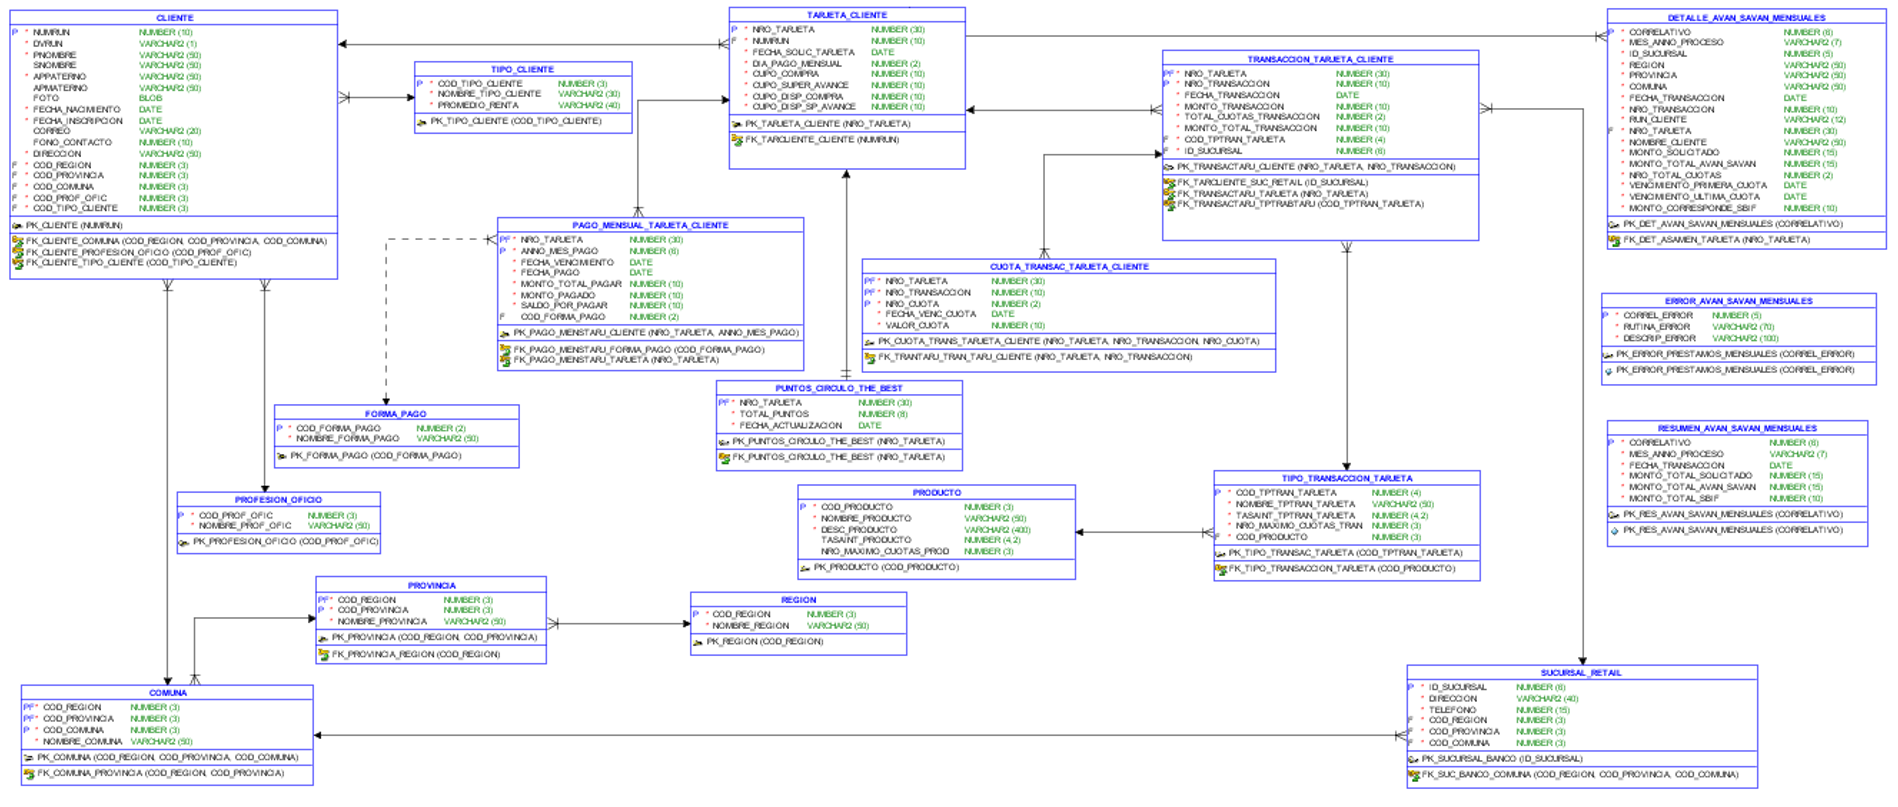 CLIENTE
P * NUMRUN NUMBER (10)
* DVRUN VARCHAR2 (1)
* PNOMBRE VARCHAR2 (50)
SNOMBRE VARCHAR2 (50)
* APPATERNO VARCHAR2 (50)
APMATERNO VARCHAR2 (50)
FOTO BLOB
* FECHA_NACIMIENTO DATE
* FECHA_INSCRIPCION DATE
CORREO VARCHAR2 (20)
FONO_CONTACTO NUMBER (10)
* DIRECCION VARCHAR2 (50)
F * COD_REGION NUMBER (3)
F * COD_PROVINCIA NUMBER (3)
F * COD_COMUNA NUMBER (3)
F * COD_PROF_OFIC NUMBER (3)
F * COD_TIPO_CLIENTE NUMBER (3)
PK_CLIENTE (NUMRUN)
FK_CLIENTE_COMUNA (COD_REGION, COD_PROVINCIA, COD_COMUNA)
FK_CLIENTE_PROFESION_OFICIO (COD_PROF_OFIC)
FK_CLIENTE_TIPO_CLIENTE (COD_TIPO_CLIENTE)
TIPO_CLIENTE
P * COD_TIPO_CLIENTE NUMBER (3)
* NOMBRE_TIPO_CLIENTE VARCHAR2 (30)
* PROMEDIO_RENTA VARCHAR2 (40)
PK_TIPO_CLIENTE (COD_TIPO_CLIENTE)
TARJETA_CLIENTE
P * NRO_TARJETA NUMBER (30)
F * NUMRUN NUMBER (10)
* FECHA_SOLIC_TARJETA DATE
* DIA_PAGO_MENSUAL NUMBER (2)
* CUPO_COMPRA NUMBER (10)
* CUPO_SUPER_AVANCE NUMBER (10)
* CUPO_DISP_COMPRA NUMBER (10)
* CUPO_DISP_SP_AVANCE NUMBER (10)
PK_TARJETA_CLIENTE (NRO_TARJETA)
FK_TARCLIENTE_CLIENTE (NUMRUN)
TRANSACCION_TARJETA_CLIENTE
PF * NRO_TARJETA NUMBER (30)
P * NRO_TRANSACCION NUMBER (10)
* FECHA_TRANSACCION DATE
* MONTO_TRANSACCION NUMBER (10)
* TOTAL_CUOTAS_TRANSACCION NUMBER (2)
* MONTO_TOTAL_TRANSACCION NUMBER (10)
F * COD_TPTRAN_TARJETA NUMBER (4)
F * ID_SUCURSAL NUMBER (6)
PK_TRANSACTARJ_CLIENTE (NRO_TARJETA, NRO_TRANSACCION)
FK_TARCLIENTE_SUC_RETAIL (ID_SUCURSAL)
FK_TRANSACTARJ_TARJETA (NRO_TARJETA)
FK_TRANSACTARJ_TPTRABTARJ (COD_TPTRAN_TARJETA)
DETALLE_AVAN_SAVAN_MENSUALES
P * CORRELATIVO NUMBER (6)
* MES_ANNO_PROCESO VARCHAR2 (7)
* ID_SUCURSAL NUMBER (5)
* REGION VARCHAR2 (50)
* PROVINCIA VARCHAR2 (50)
* COMUNA VARCHAR2 (50)
* FECHA_TRANSACCION DATE
* NRO_TRANSACCION NUMBER (10)
* RUN_CLIENTE VARCHAR2 (12)
F * NRO_TARJETA NUMBER (30)
* NOMBRE_CLIENTE VARCHAR2 (50)
* MONTO_SOLICITADO NUMBER (15)
* MONTO_TOTAL_AVAN_SAVAN NUMBER (15)
* NRO_TOTAL_CUOTAS NUMBER (2)
* VENCIMIENTO_PRIMERA_CUOTA DATE
* VENCIMIENTO_ULTIMA_CUOTA DATE
* MONTO_CORRESPONDE_SBIF NUMBER (10)
PK_DET_AVAN_SAVAN_MENSUALES (CORRELATIVO)
FK_DET_ASAMEN_TARJETA (NRO_TARJETA)
PAGO_MENSUAL_TARJETA_CLIENTE
PF * NRO_TARJETA NUMBER (30)
P * ANNO_MES_PAGO NUMBER (6)
* FECHA_VENCIMIENTO DATE
* FECHA_PAGO DATE
* MONTO_TOTAL_PAGAR NUMBER (10)
* MONTO_PAGADO NUMBER (10)
* SALDO_POR_PAGAR NUMBER (10)
F COD_FORMA_PAGO NUMBER (2)
PK_PAGO_MENSTARJ_CLIENTE (NRO_TARJETA, ANNO_MES_PAGO)
FK_PAGO_MENSTARJ_FORMA_PAGO (COD_FORMA_PAGO)
FK_PAGO_MENSTARJ_TARJETA (NRO_TARJETA)
CUOTA_TRANSAC_TARJETA_CLIENTE
PF * NRO_TARJETA NUMBER (30)
PF * NRO_TRANSACCION NUMBER (10)
P * NRO_CUOTA NUMBER (2)
* FECHA_VENC_CUOTA DATE
* VALOR_CUOTA NUMBER (10)
PK_CUOTA_TRANS_TARJETA_CLIENTE (NRO_TARJETA, NRO_TRANSACCION, NRO_CUOTA)
FK_TRANTARJ_TRAN_TARJ_CLIENTE (NRO_TARJETA, NRO_TRANSACCION)
ERROR_AVAN_SAVAN_MENSUALES
P * CORREL_ERROR NUMBER (5)
* RUTINA_ERROR VARCHAR2 (70)
* DESCRIP_ERROR VARCHAR2 (100)
PK_ERROR_PRESTAMOS_MENSUALES (CORREL_ERROR)
PK_ERROR_PRESTAMOS_MENSUALES (CORREL_ERROR)
PUNTOS_CIRCULO_THE_BEST
PF * NRO_TARJETA NUMBER (30)
* TOTAL_PUNTOS NUMBER (8)
* FECHA_ACTUALIZACION DATE
PK_PUNTOS_CIRCULO_THE_BEST (NRO_TARJETA)
FK_PUNTOS_CIRCULO_THE_BEST (NRO_TARJETA)
FORMA_PAGO
P * COD_FORMA_PAGO NUMBER (2)
* NOMBRE_FORMA_PAGO VARCHAR2 (50)
PK_FORMA_PAGO (COD_FORMA_PAGO)
RESUMEN_AVAN_SAVAN_MENSUALES
P * CORRELATIVO NUMBER (6)
* MES_ANNO_PROCESO VARCHAR2 (7)
* FECHA_TRANSACCION DATE
* MONTO_TOTAL_SOLICITADO NUMBER (15)
* MONTO_TOTAL_AVAN_SAVAN NUMBER (15)
* MONTO_TOTAL_SBIF NUMBER (10)
PK_RES_AVAN_SAVAN_MENSUALES (CORRELATIVO)
PK_RES_AVAN_SAVAN_MENSUALES (CORRELATIVO)
PROFESION_OFICIO
P * COD_PROF_OFIC NUMBER (3)
* NOMBRE_PROF_OFIC VARCHAR2 (50)
PK_PROFESION_OFICIO (COD_PROF_OFIC)
PRODUCTO
P * COD_PRODUCTO NUMBER (3)
* NOMBRE_PRODUCTO VARCHAR2 (50)
* DESC_PRODUCTO VARCHAR2 (400)
TASAINT_PRODUCTO NUMBER (4,2)
NRO_MAXIMO_CUOTAS_PROD NUMBER (3)
PK_PRODUCTO (COD_PRODUCTO)
TIPO_TRANSACCION_TARJETA
P * COD_TPTRAN_TARJETA NUMBER (4)
* NOMBRE_TPTRAN_TARJETA VARCHAR2 (50)
* TASAINT_TPTRAN_TARJETA NUMBER (4,2)
* NRO_MAXIMO_CUOTAS_TRAN NUMBER (3)
F * COD_PRODUCTO NUMBER (3)
PK_TIPO_TRANSAC_TARJETA (COD_TPTRAN_TARJETA)
FK_TIPO_TRANSACCION_TARJETA (COD_PRODUCTO)
PROVINCIA
PF * COD_REGION NUMBER (3)
P * COD_PROVINCIA NUMBER (3)
* NOMBRE_PROVINCIA VARCHAR2 (50)
PK_PROVINCIA (COD_REGION, COD_PROVINCIA)
FK_PROVINCIA_REGION (COD_REGION)
REGION
P * COD_REGION NUMBER (3)
* NOMBRE_REGION VARCHAR2 (50)
PK_REGION (COD_REGION)
COMUNA
PF * COD_REGION NUMBER (3)
PF * COD_PROVINCIA NUMBER (3)
P * COD_COMUNA NUMBER (3)
* NOMBRE_COMUNA VARCHAR2 (50)
PK_COMUNA (COD_REGION, COD_PROVINCIA, COD_COMUNA)
FK_COMUNA_PROVINCIA (COD_REGION, COD_PROVINCIA)
SUCURSAL_RETAIL
P * ID_SUCURSAL NUMBER (6)
* DIRECCION VARCHAR2 (40)
* TELEFONO NUMBER (15)
F * COD_REGION NUMBER (3)
F * COD_PROVINCIA NUMBER (3)
F * COD_COMUNA NUMBER (3)
PK_SUCURSAL_BANCO (ID_SUCURSAL)
FK_SUC_BANCO_COMUNA (COD_REGION, COD_PROVINCIA, COD_COMUNA)